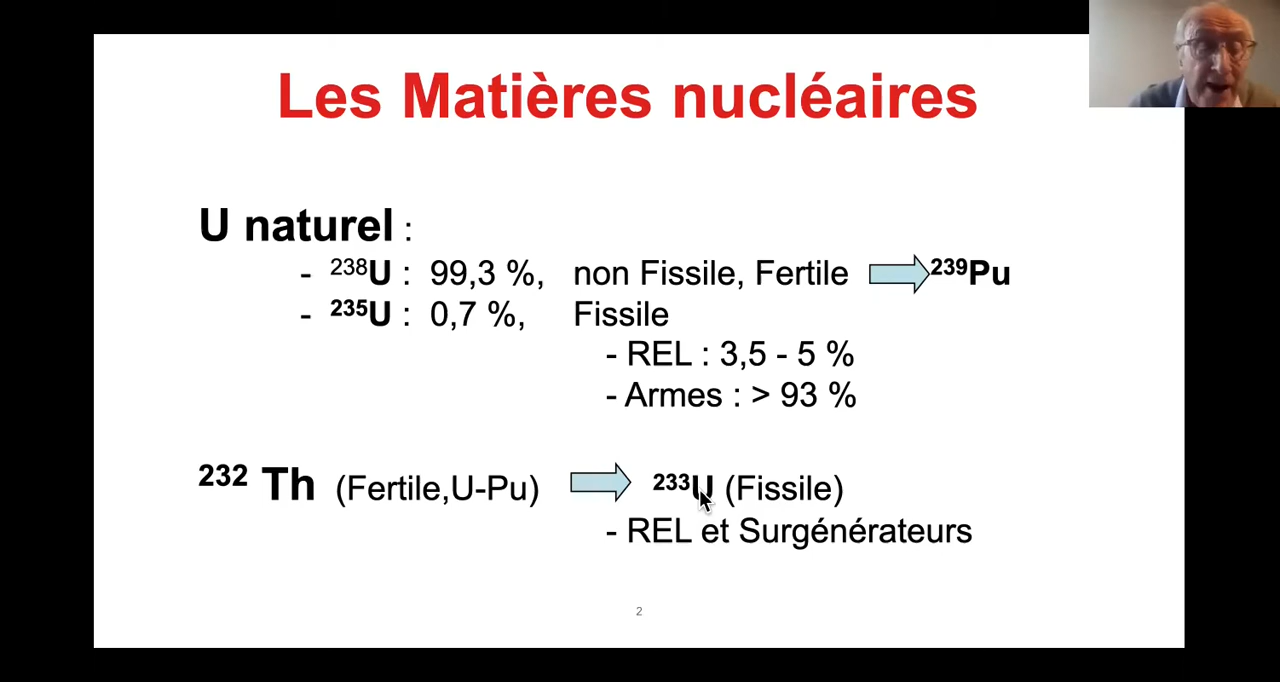 Les Matières nucléaires
U naturel :
- ²³⁸U : 99,3 %, non Fissile, Fertile ²³⁹Pu
- ²³⁵U : 0,7 %, Fissile
- REL : 3,5 - 5 %
- Armes : > 93 %
²³² Th (Fertile,U-Pu) ²³³U (Fissile)
- REL et Surgénérateurs
2